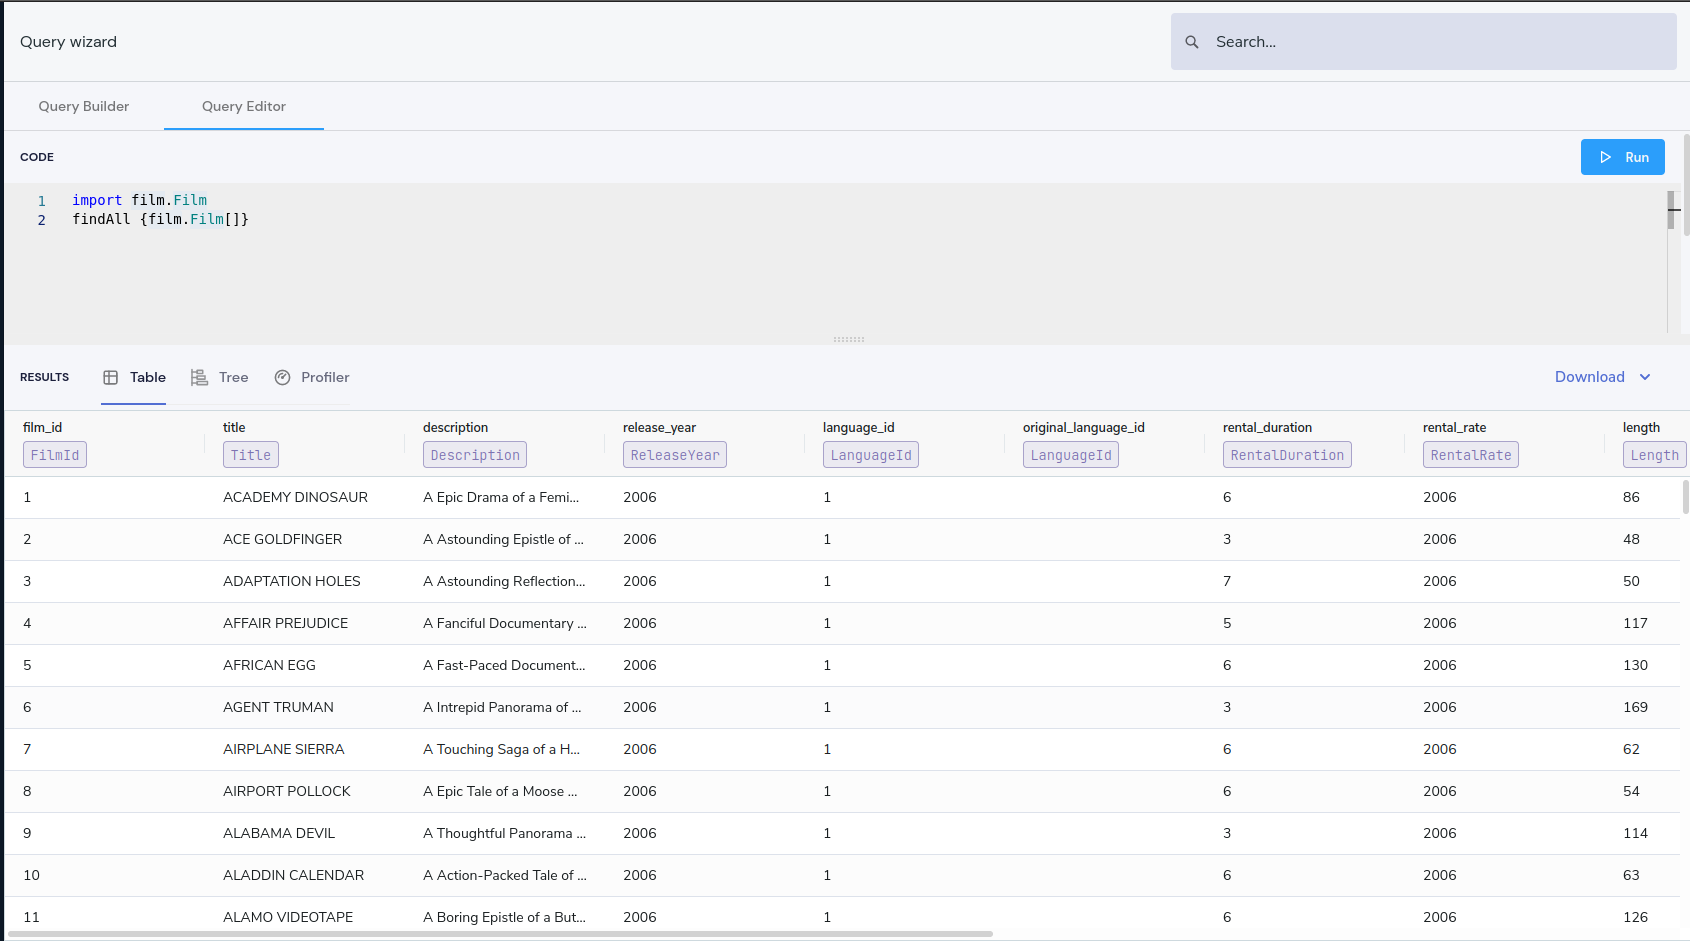 Query wizard
Search...
Query Builder Query Editor
CODE
Run
1 import film.Film
2 findAll {film.Film[]}
RESULTS Table Tree Profiler Download
film_id title description release_year language_id original_language_id rental_duration rental_rate length
FilmId Title Description ReleaseYear LanguageId LanguageId RentalDuration RentalRate Length
1 ACADEMY DINOSAUR A Epic Drama of a Femi... 2006 1 6 2006 86
2 ACE GOLDFINGER A Astounding Epistle of ... 2006 1 3 2006 48
3 ADAPTATION HOLES A Astounding Reflection... 2006 1 7 2006 50
4 AFFAIR PREJUDICE A Fanciful Documentary ... 2006 1 5 2006 117
5 AFRICAN EGG A Fast-Paced Document... 2006 1 6 2006 130
6 AGENT TRUMAN A Intrepid Panorama of ... 2006 1 3 2006 169
7 AIRPLANE SIERRA A Touching Saga of a H... 2006 1 6 2006 62
8 AIRPORT POLLOCK A Epic Tale of a Moose ... 2006 1 6 2006 54
9 ALABAMA DEVIL A Thoughtful Panorama ... 2006 1 3 2006 114
10 ALADDIN CALENDAR A Action-Packed Tale of ... 2006 1 6 2006 63
11 ALAMO VIDEOTAPE A Boring Epistle of a But... 2006 1 6 2006 126